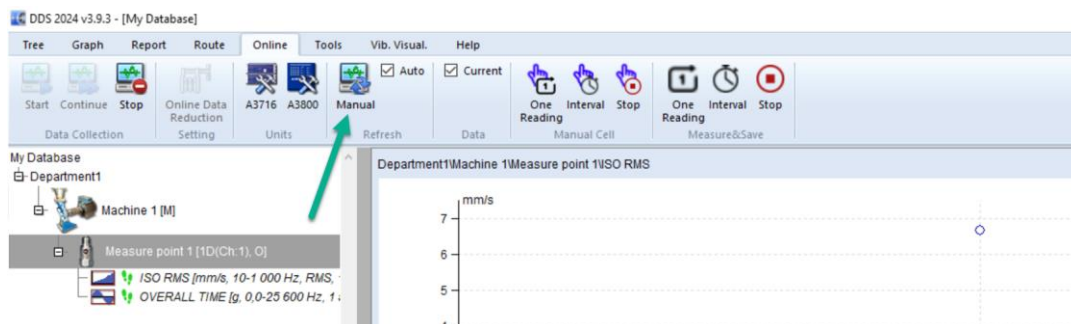 DDS 2024 v3.9.3 - [My Database]
Tree Graph Report Route Online Tools Vib. Visual. Help
Auto Current
Start Continue Stop Online Data Reduction A3716 A3800 Manual One Reading Interval Stop One Reading Interval Stop
Data Collection Setting Units Refresh Data Manual Cell Measure&Save
My Database
Department1
Machine 1 [M]
Measure point 1 [1D(Ch:1), O]
ISO RMS [mm/s, 10-1 000 Hz, RMS,
OVERALL TIME [g, 0,0-25 600 Hz, 1
Department1\Machine 1\Measure point 1\ISO RMS
mm/s
7
6
5